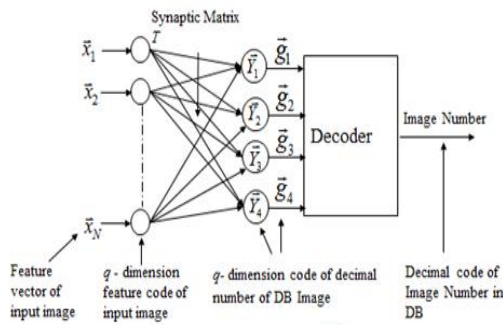 Synaptic Matrix
T
x⃗1
x⃗2
x⃗N
Y⃗1
Y⃗2
Y⃗3
Y⃗4
g⃗1
g⃗2
g⃗3
g⃗4
Decoder
Image Number
Feature
vector of
input image
q - dimension
feature code of
input image
q- dimension code of decimal
number of DB Image
Decimal code of
Image Number in
DB